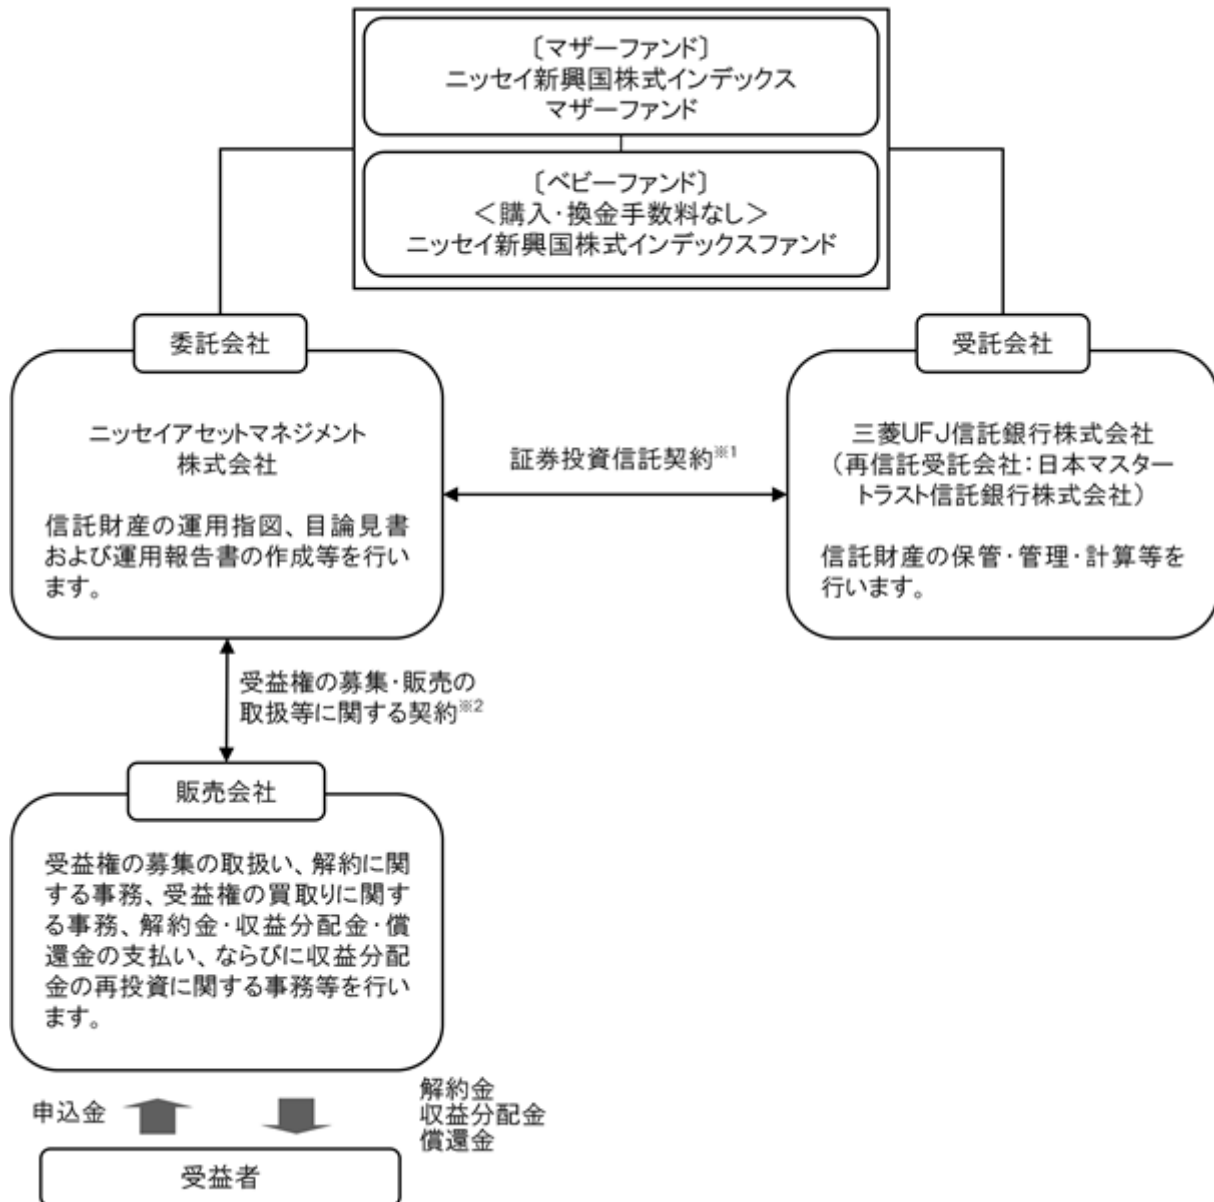 〔マザーファンド〕
ニッセイ新興国株式インデックス
マザーファンド
〔ベビーファンド〕
＜購入・換金手数料なし＞
ニッセイ新興国株式インデックスファンド
委託会社
ニッセイアセットマネジメント
株式会社
信託財産の運用指図、目論見書
および運用報告書の作成等を行い
ます。
証券投資信託契約※1
受託会社
三菱UFJ信託銀行株式会社
（再信託受託会社：日本マスター
トラスト信託銀行株式会社）
信託財産の保管・管理・計算等を
行います。
受益権の募集・販売の
取扱等に関する契約※2
販売会社
受益権の募集の取扱い、解約に関
する事務、受益権の買取りに関す
る事務、解約金・収益分配金・償
還金の支払い、ならびに収益分配
金の再投資に関する事務等を行い
ます。
申込金
解約金
収益分配金
償還金
受益者